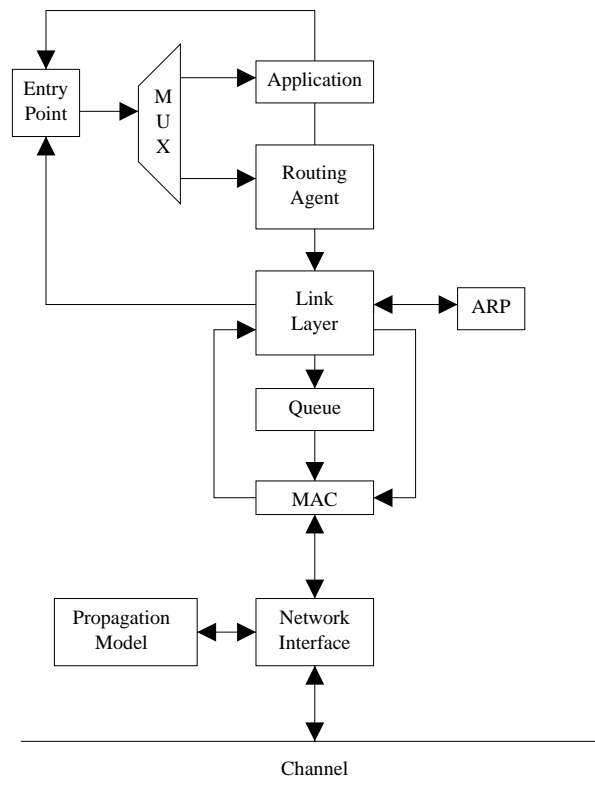 Entry
Point
M
U
X
Application
Routing
Agent
Link
Layer
ARP
Queue
MAC
Propagation
Model
Network
Interface
Channel